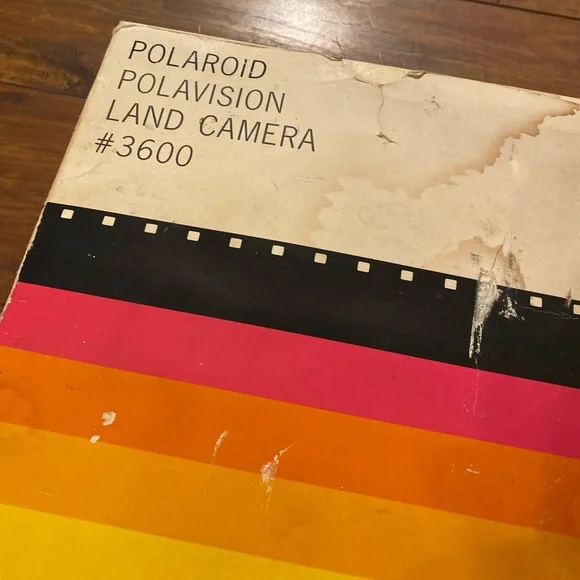 POLAROiD
POLAVISION
LAND CAMERA
#3600